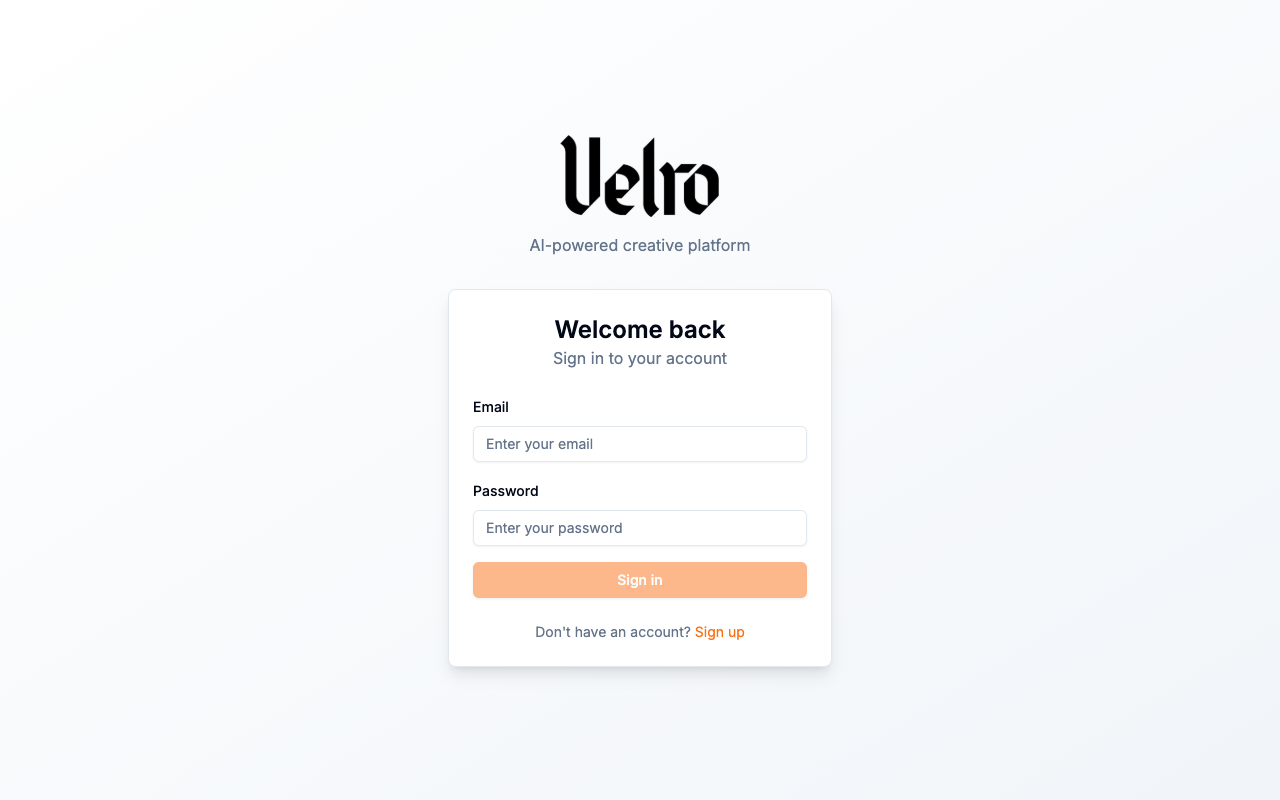 Velro
AI-powered creative platform
Welcome back
Sign in to your account
Email
Enter your email
Password
Enter your password
Sign in
Don't have an account? Sign up